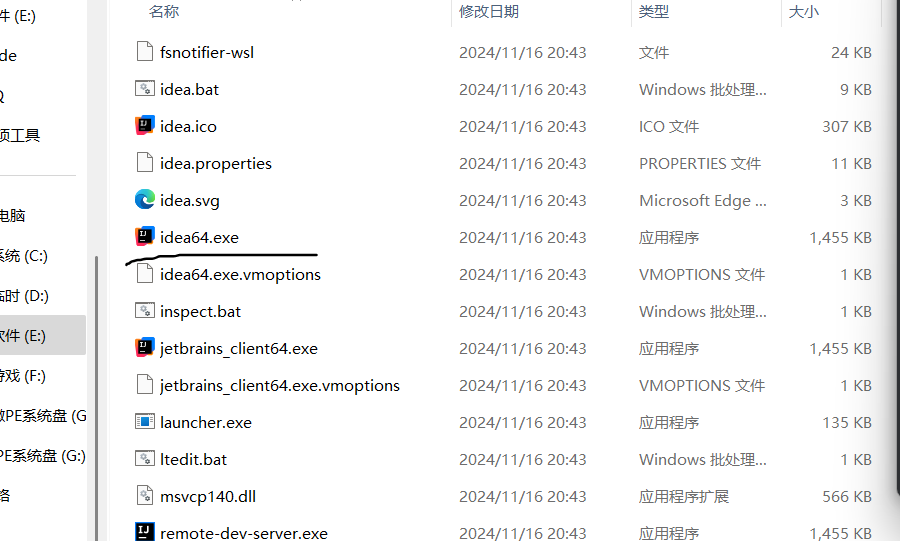 件 (E:)
名称 修改日期 类型 大小
fsnotifier-wsl 2024/11/16 20:43 文件 24 KB
de
idea.bat 2024/11/16 20:43 Windows 批处理... 9 KB
Q
idea.ico 2024/11/16 20:43 ICO 文件 307 KB
项工具
idea.properties 2024/11/16 20:43 PROPERTIES 文件 11 KB
idea.svg 2024/11/16 20:43 Microsoft Edge ... 3 KB
电脑
idea64.exe 2024/11/16 20:43 应用程序 1,455 KB
系统 (C:)
idea64.exe.vmoptions 2024/11/16 20:43 VMOPTIONS 文件 1 KB
临时 (D:)
inspect.bat 2024/11/16 20:43 Windows 批处理... 1 KB
软件 (E:)
jetbrains_client64.exe 2024/11/16 20:43 应用程序 1,455 KB
游戏 (F:)
jetbrains_client64.exe.vmoptions 2024/11/16 20:43 VMOPTIONS 文件 1 KB
微PE系统盘 (G
launcher.exe 2024/11/16 20:43 应用程序 135 KB
PE系统盘 (G:)
ltedit.bat 2024/11/16 20:43 Windows 批处理... 1 KB
络
msvcp140.dll 2024/11/16 20:43 应用程序扩展 566 KB
remote-dev-server.exe 2024/11/16 20:43 应用程序 1,455 KB